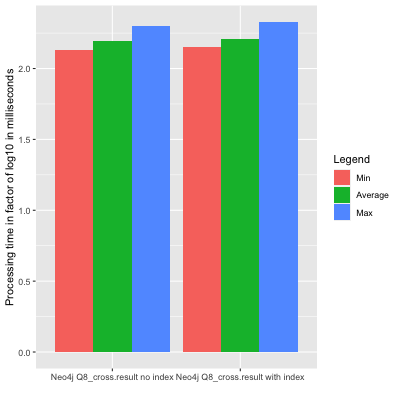 Processing time in factor of log10 in milliseconds
2.0
1.5
1.0
0.5
0.0
Neo4j Q8_cross.result no index
Neo4j Q8_cross.result with index
Legend
Min
Average
Max